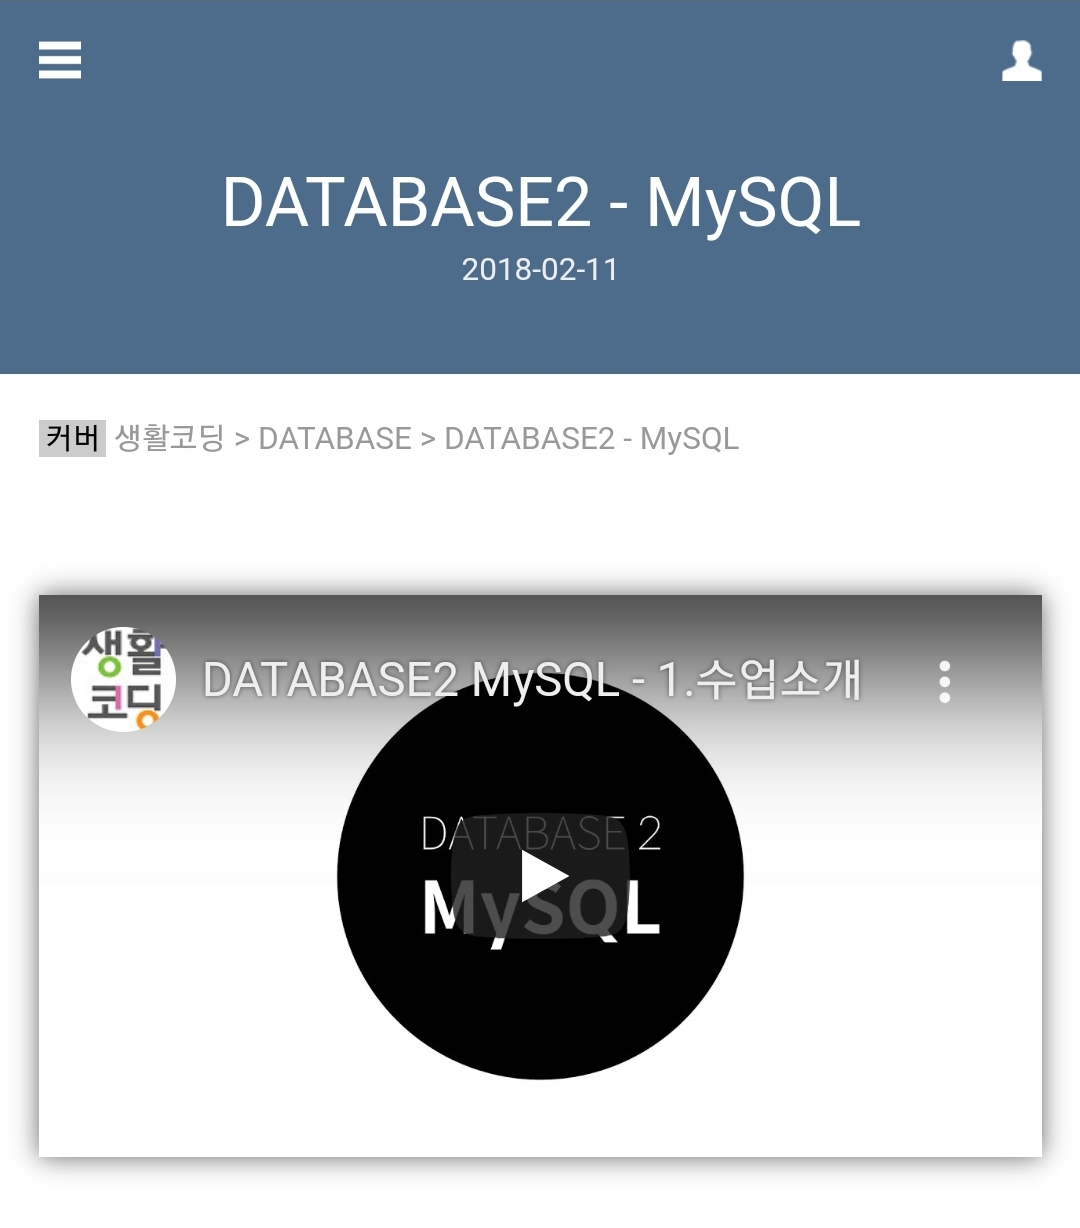 DATABASE2 - MySQL
2018-02-11
커버 생활코딩 > DATABASE > DATABASE2 - MySQL
생활
코딩
DATABASE2 MySQL - 1.수업소개
DATABASE 2
MySQL